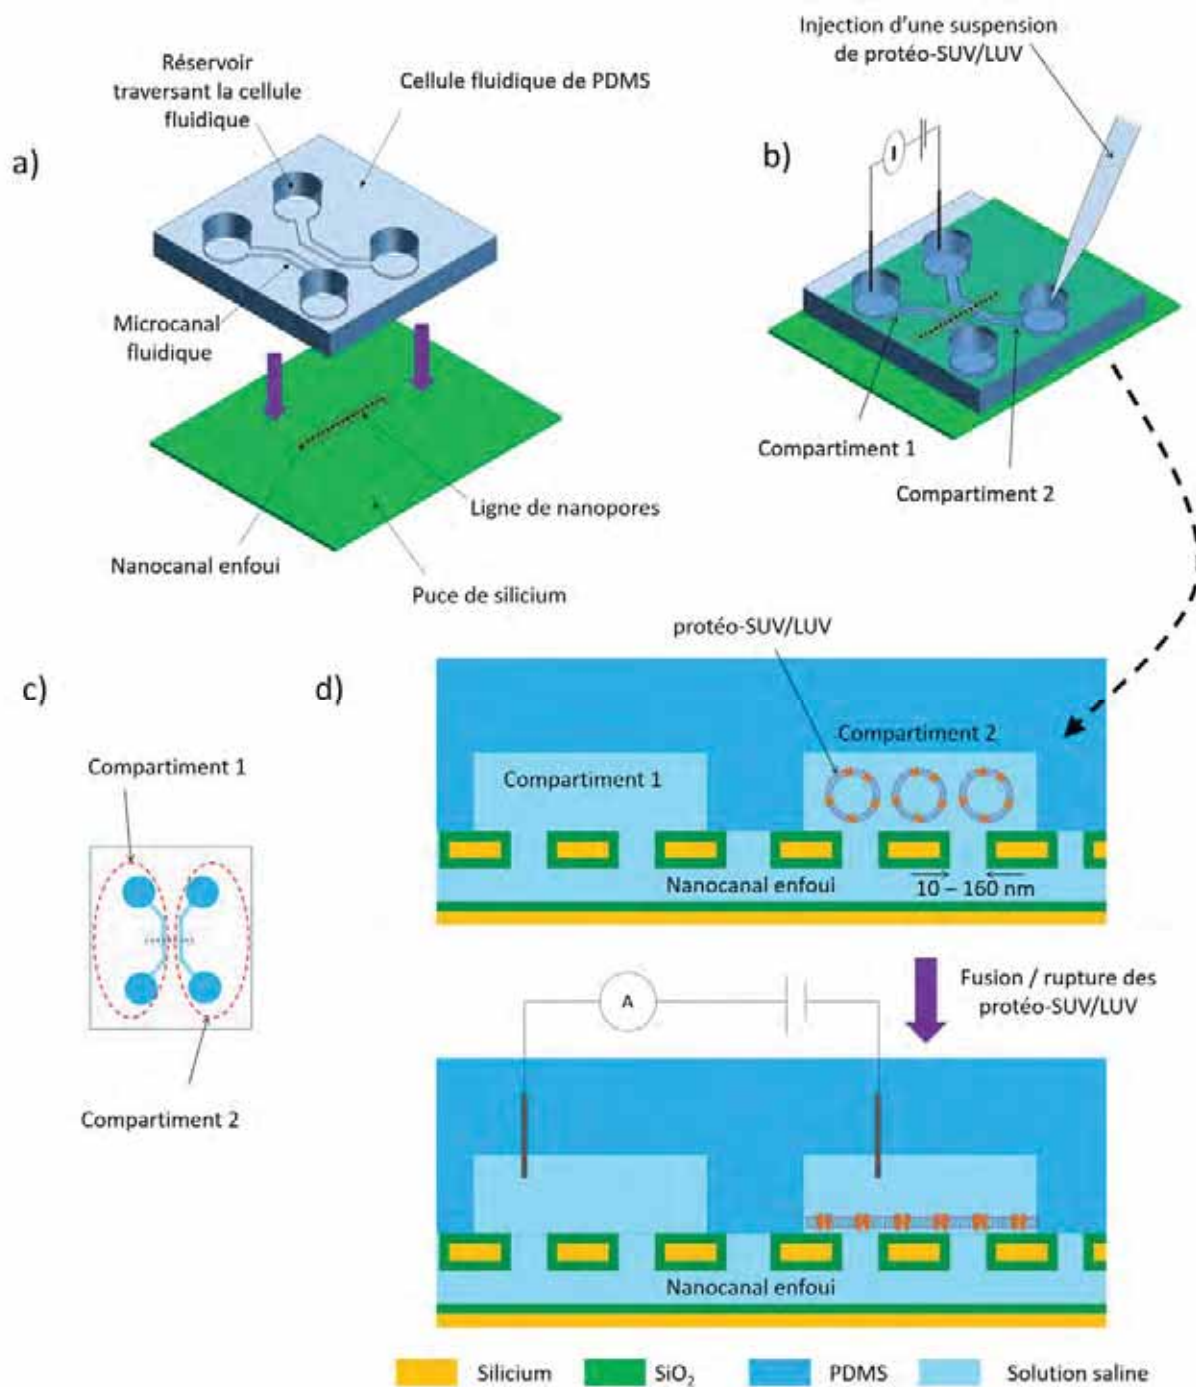 a)
Réservoir
traversant la cellule
fluidique
Cellule fluidique de PDMS
Microcanal
fluidique
Ligne de nanopores
Nanocanal enfoui
Puce de silicium
b)
Injection d'une suspension
de protéo-SUV/LUV
I
Compartiment 1
Compartiment 2
c)
Compartiment 1
Compartiment 2
d)
protéo-SUV/LUV
Compartiment 2
Compartiment 1
Nanocanal enfoui
10 – 160 nm
Fusion / rupture des
protéo-SUV/LUV
A
Nanocanal enfoui
Silicium
SiO₂
PDMS
Solution saline